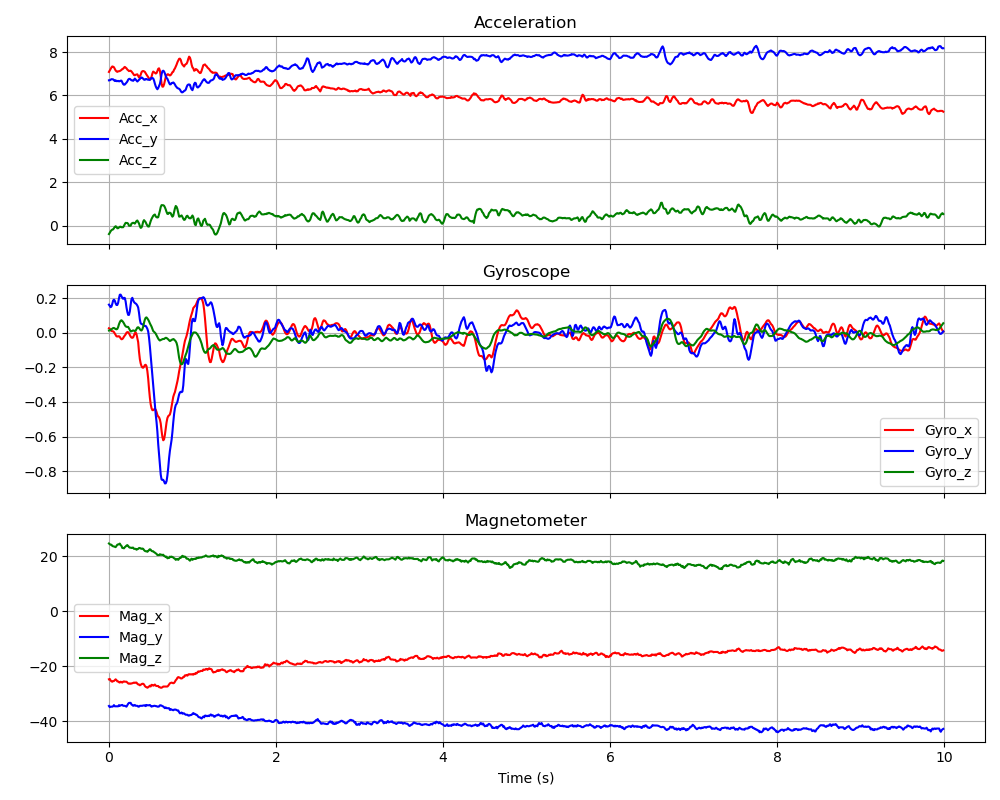 Acceleration
8
6
4
2
0
Acc_x
Acc_y
Acc_z
Gyroscope
0.2
0.0
−0.2
−0.4
−0.6
−0.8
Gyro_x
Gyro_y
Gyro_z
Magnetometer
20
0
−20
−40
Mag_x
Mag_y
Mag_z
0 2 4 6 8 10
Time (s)